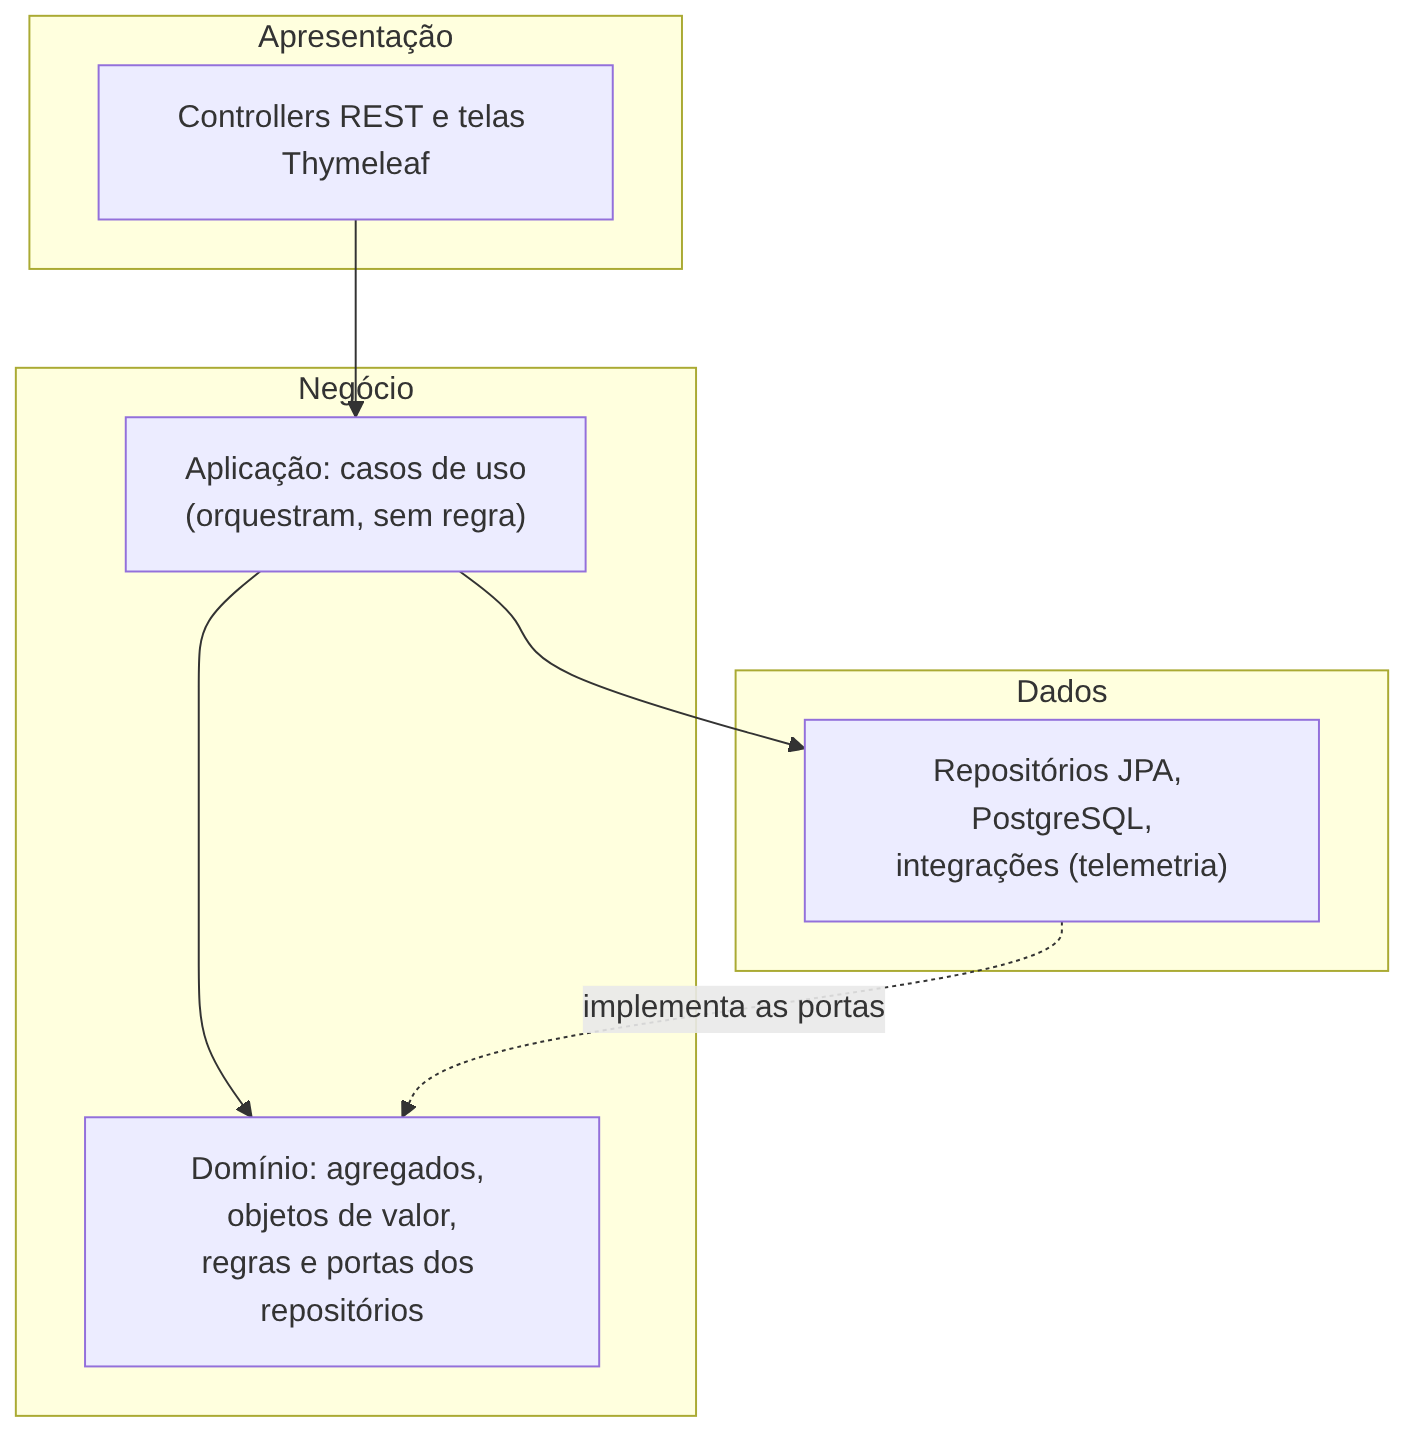 Apresentação
Controllers REST e telas
Thymeleaf
Negócio
Aplicação: casos de uso
(orquestram, sem regra)
Dados
Repositórios JPA,
PostgreSQL,
integrações (telemetria)
implementa as portas
Domínio: agregados,
objetos de valor,
regras e portas dos
repositórios